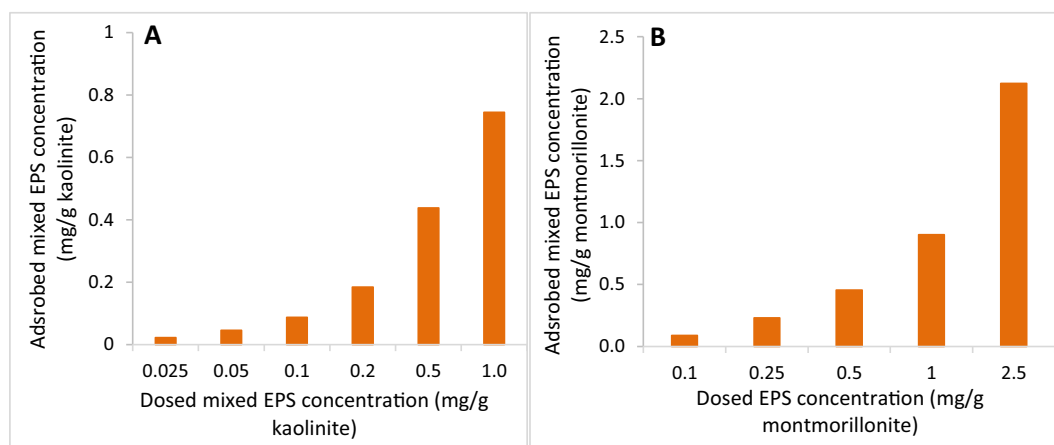 A
Adsrobed mixed EPS concentration
(mg/g kaolinite)
1
0.8
0.6
0.4
0.2
0
0.025 0.05 0.1 0.2 0.5 1.0
Dosed mixed EPS concentration (mg/g
kaolinite)
B
Adsrobed mixed EPS concentration
(mg/g montmorillonite)
2.5
2.0
1.5
1.0
0.5
0.0
0.1 0.25 0.5 1 2.5
Dosed EPS concentration (mg/g
montmorillonite)